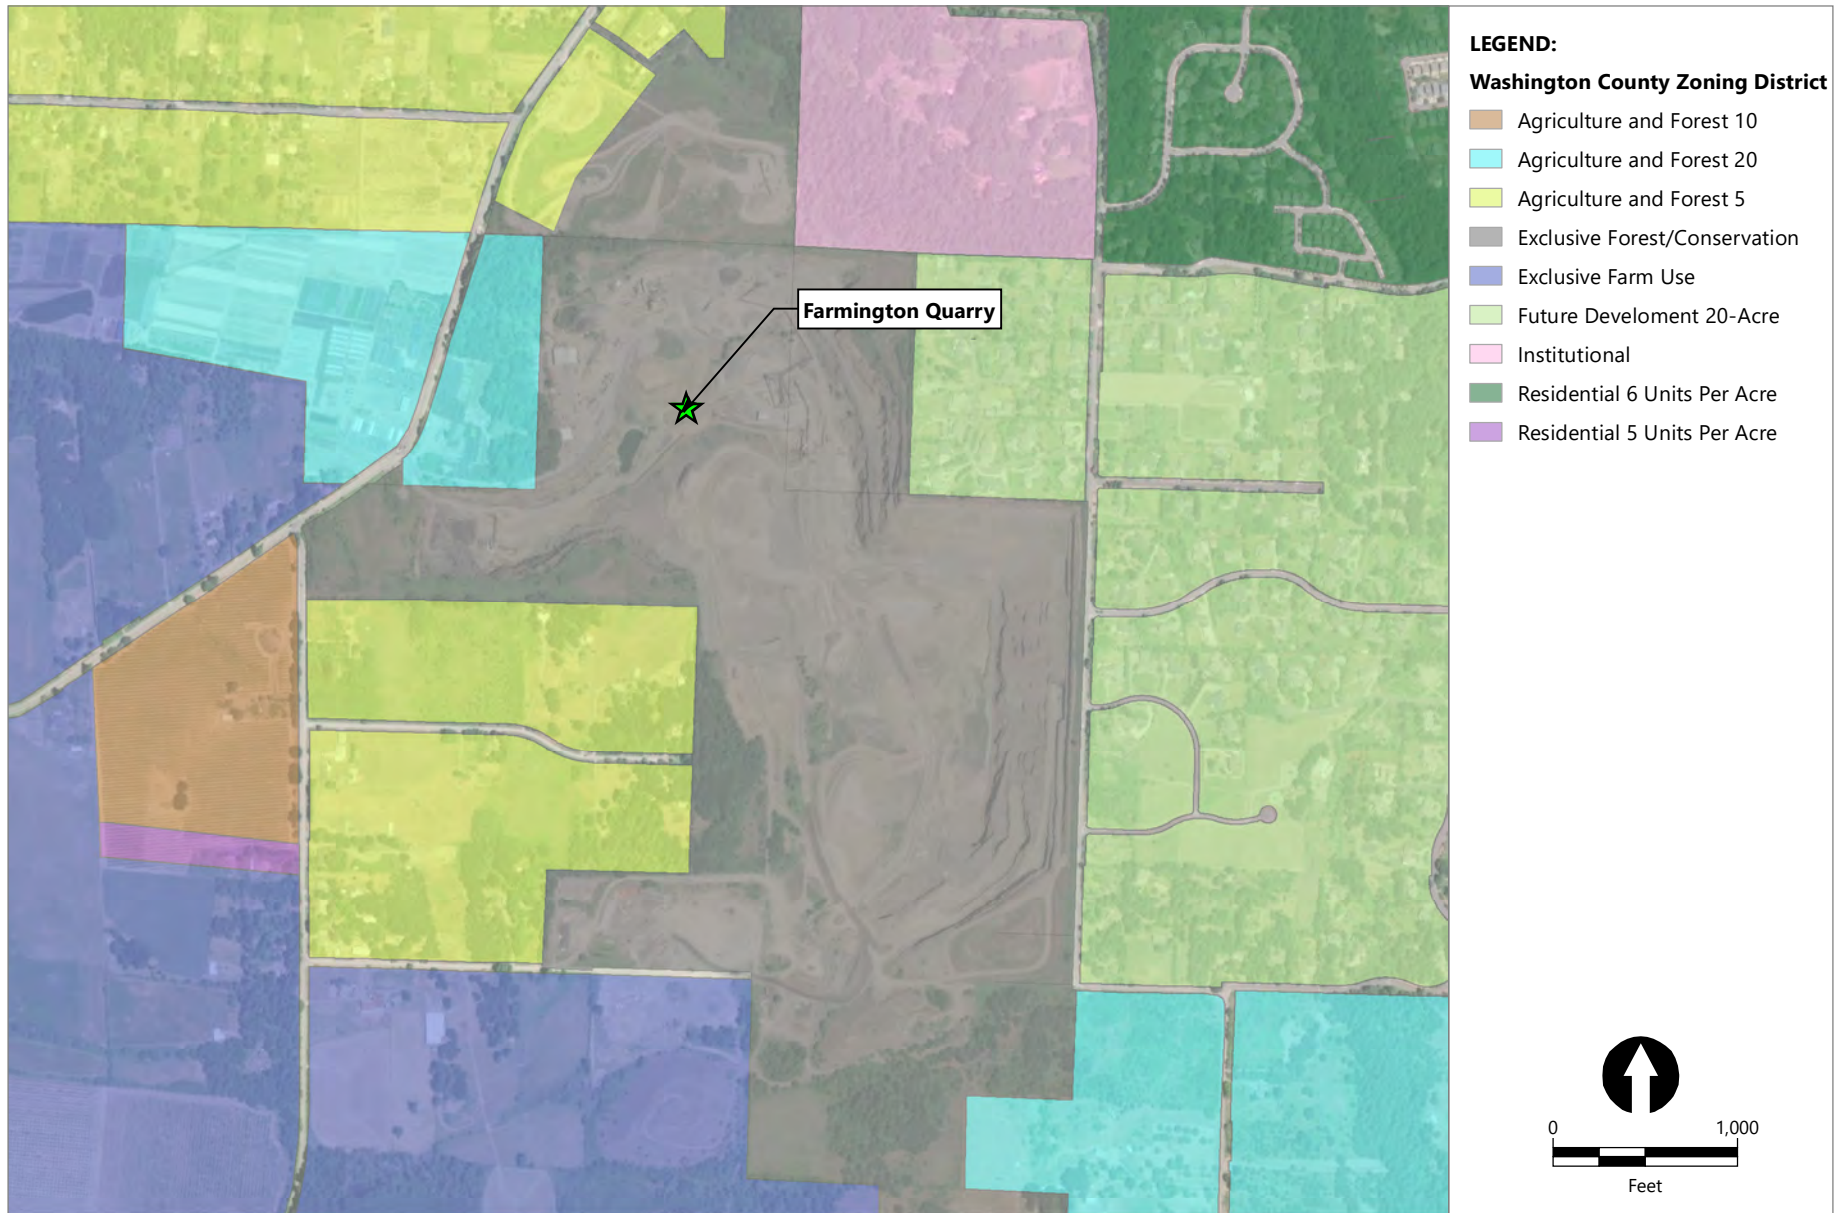 LEGEND:
Washington County Zoning District
Agriculture and Forest 10
Agriculture and Forest 20
Agriculture and Forest 5
Exclusive Forest/Conservation
Exclusive Farm Use
Future Develoment 20-Acre
Institutional
Residential 6 Units Per Acre
Residential 5 Units Per Acre
Farmington Quarry
0 1,000
Feet